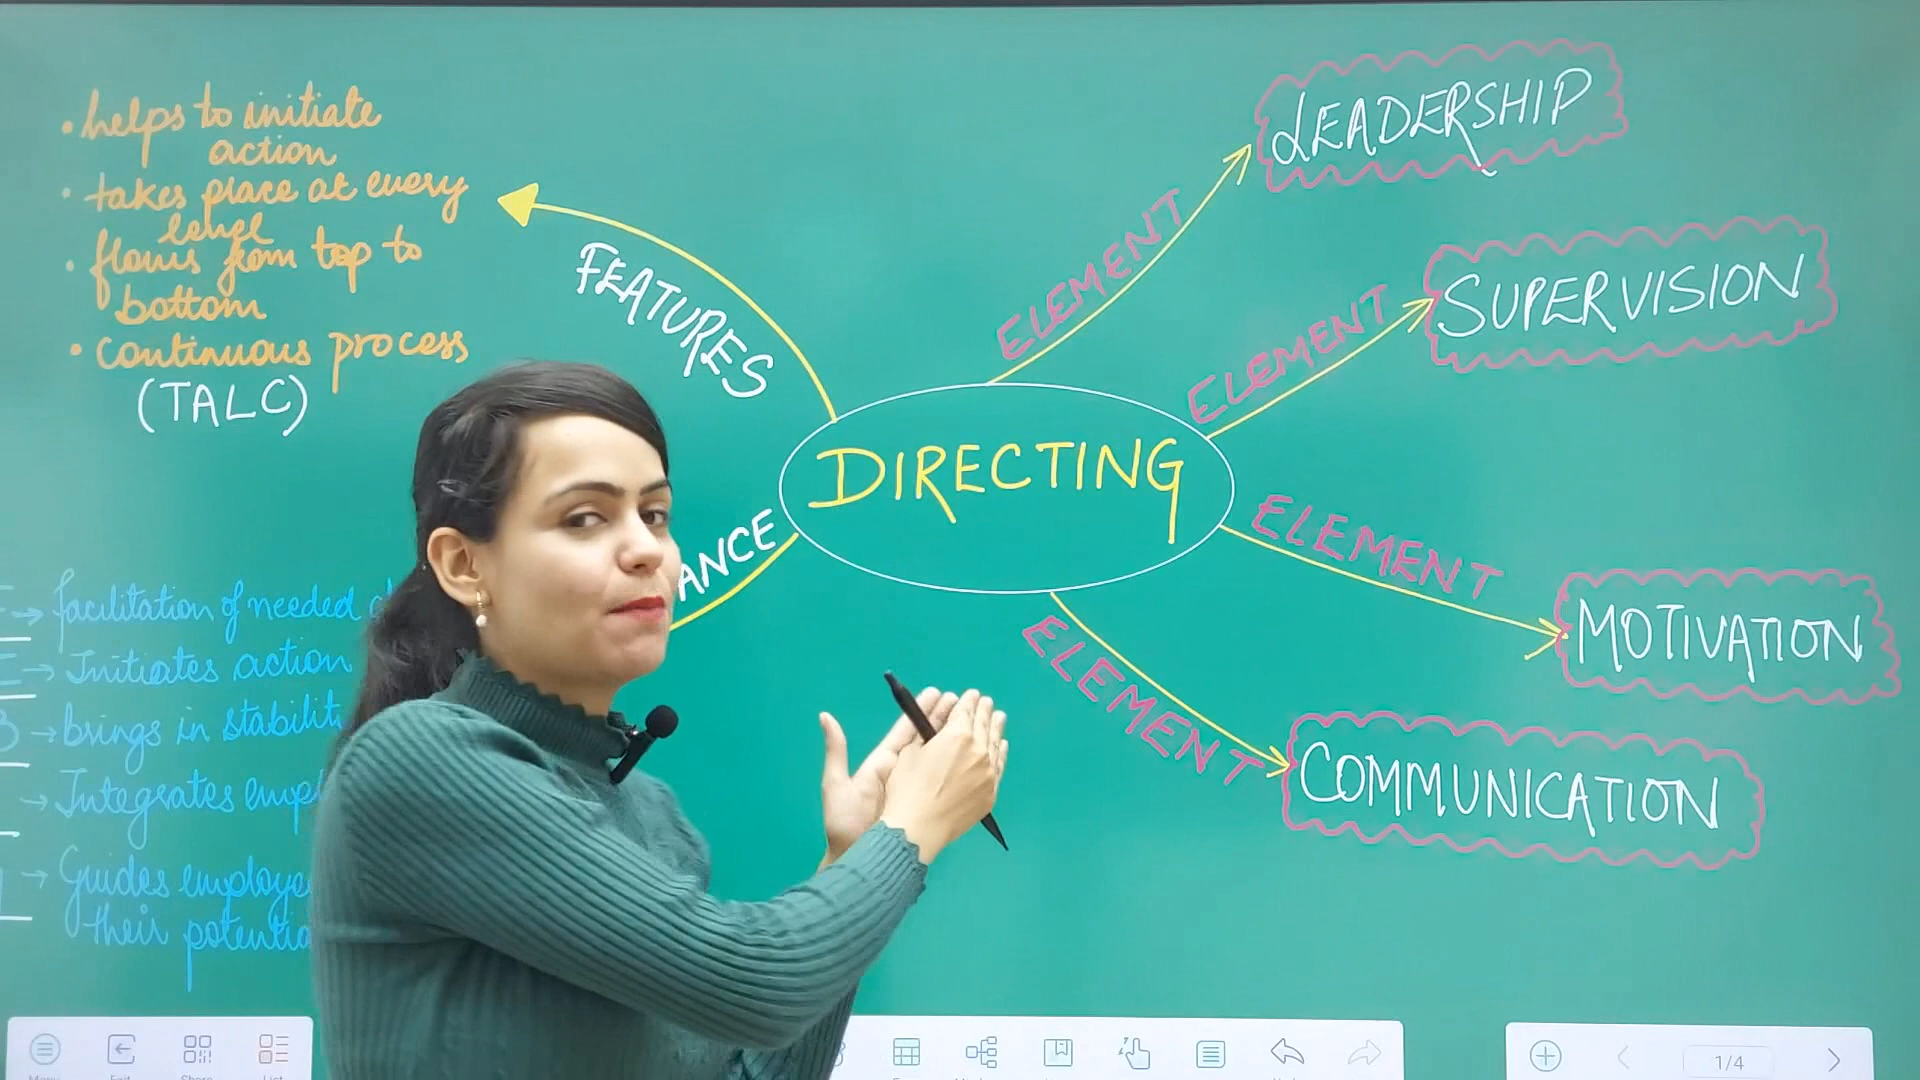 • helps to initiate
action
• takes place at every
level
• flows from top to
bottom
• continuous process
(TALC)
FEATURES
ANCE
DIRECTING
ELEMENT
LEADERSHIP
ELEMENT
SUPERVISION
ELEMENT
MOTIVATION
ELEMENT
COMMUNICATION
→ facilitation of needed
→ Initiates action
B → brings in stabilit
→ Integrates empl
→ Guides employe
their potentia
1/4